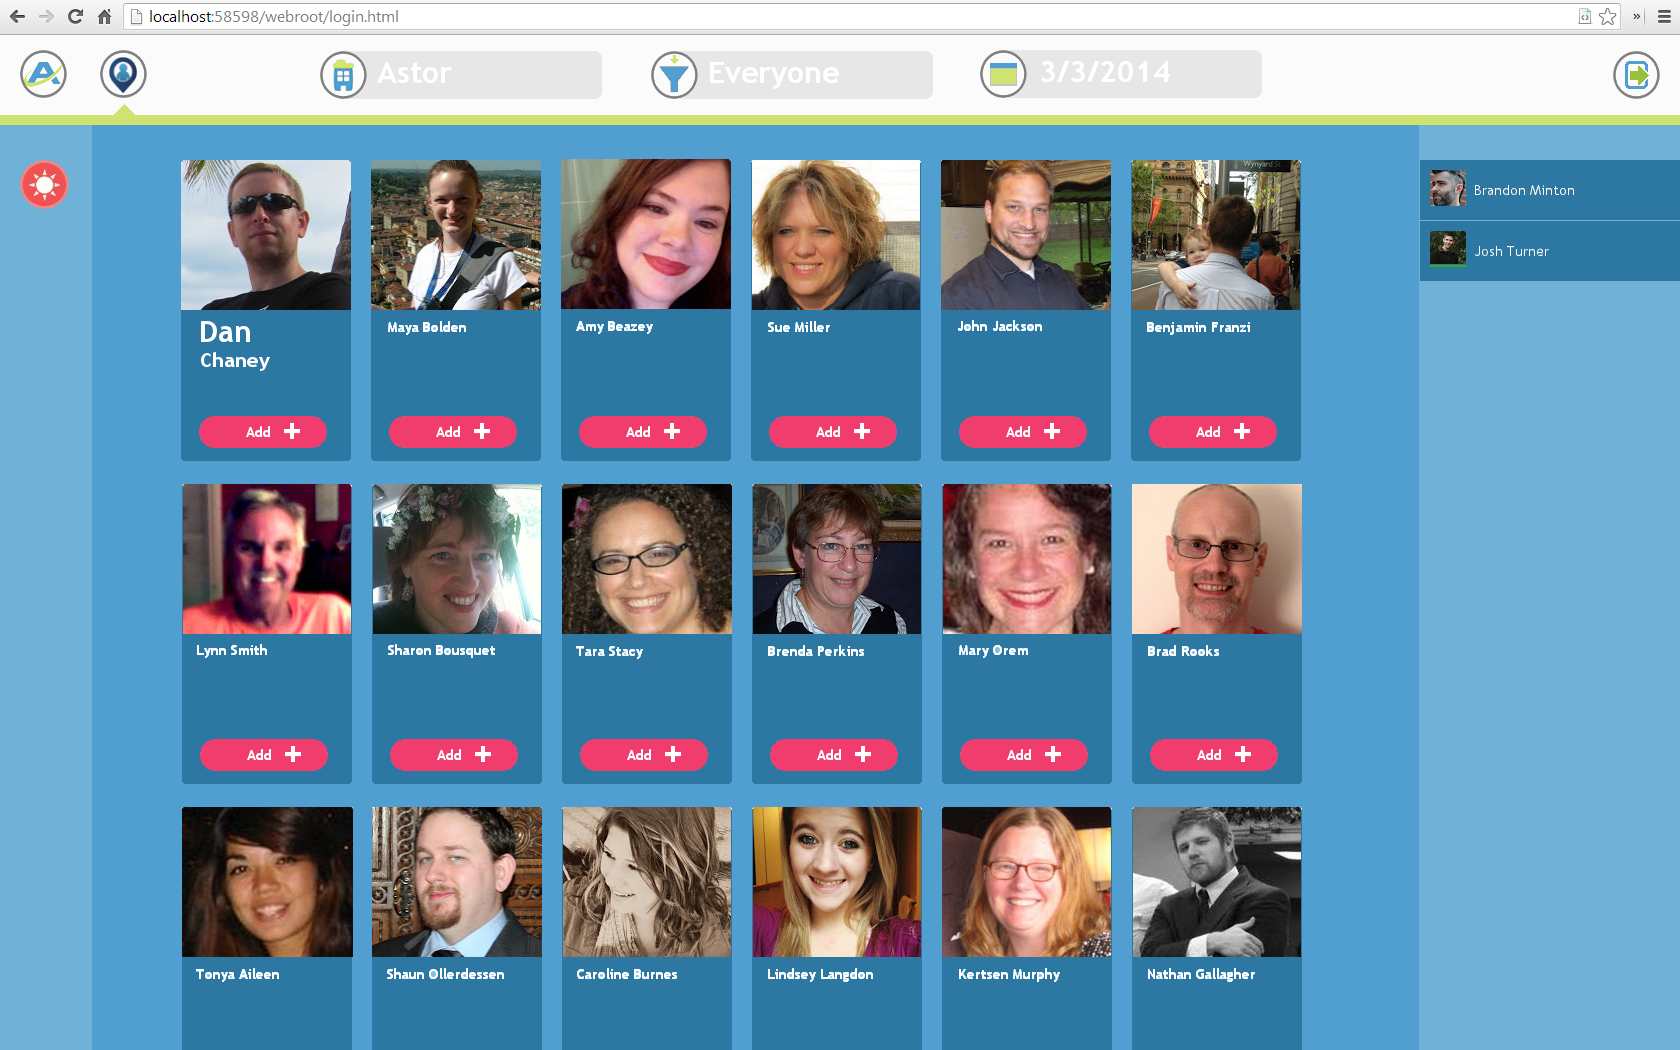 localhost:58598/webroot/login.html
»
Astor
Everyone
3/3/2014
Wynyard St
Brandon Minton
Josh Turner
Dan
Chaney
Maya Bolden
Amy Beazey
Sue Miller
John Jackson
Benjamin Franzi
Add
Add
Add
Add
Add
Add
Lynn Smith
Sharon Bousquet
Tara Stacy
Brenda Perkins
Mary Orem
Brad Rooks
Add
Add
Add
Add
Add
Add
Tonya Aileen
Shaun Ollerdessen
Caroline Burnes
Lindsey Langdon
Kertsen Murphy
Nathan Gallagher